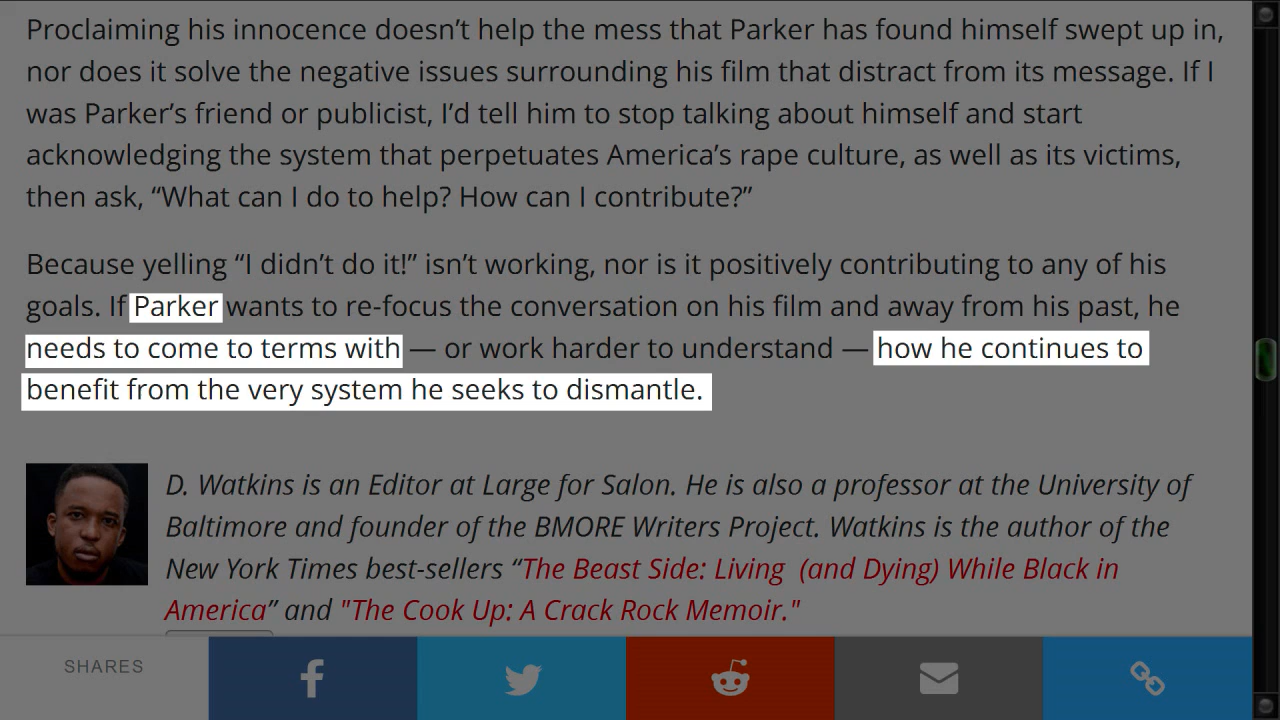 Proclaiming his innocence doesn’t help the mess that Parker has found himself swept up in,
nor does it solve the negative issues surrounding his film that distract from its message. If I
was Parker’s friend or publicist, I’d tell him to stop talking about himself and start
acknowledging the system that perpetuates America’s rape culture, as well as its victims,
then ask, “What can I do to help? How can I contribute?”
Because yelling “I didn’t do it!” isn’t working, nor is it positively contributing to any of his
goals. If Parker wants to re-focus the conversation on his film and away from his past, he
needs to come to terms with — or work harder to understand — how he continues to
benefit from the very system he seeks to dismantle.
D. Watkins is an Editor at Large for Salon. He is also a professor at the University of
Baltimore and founder of the BMORE Writers Project. Watkins is the author of the
New York Times best-sellers “The Beast Side: Living  (and Dying) While Black in
America” and "The Cook Up: A Crack Rock Memoir."
SHARES